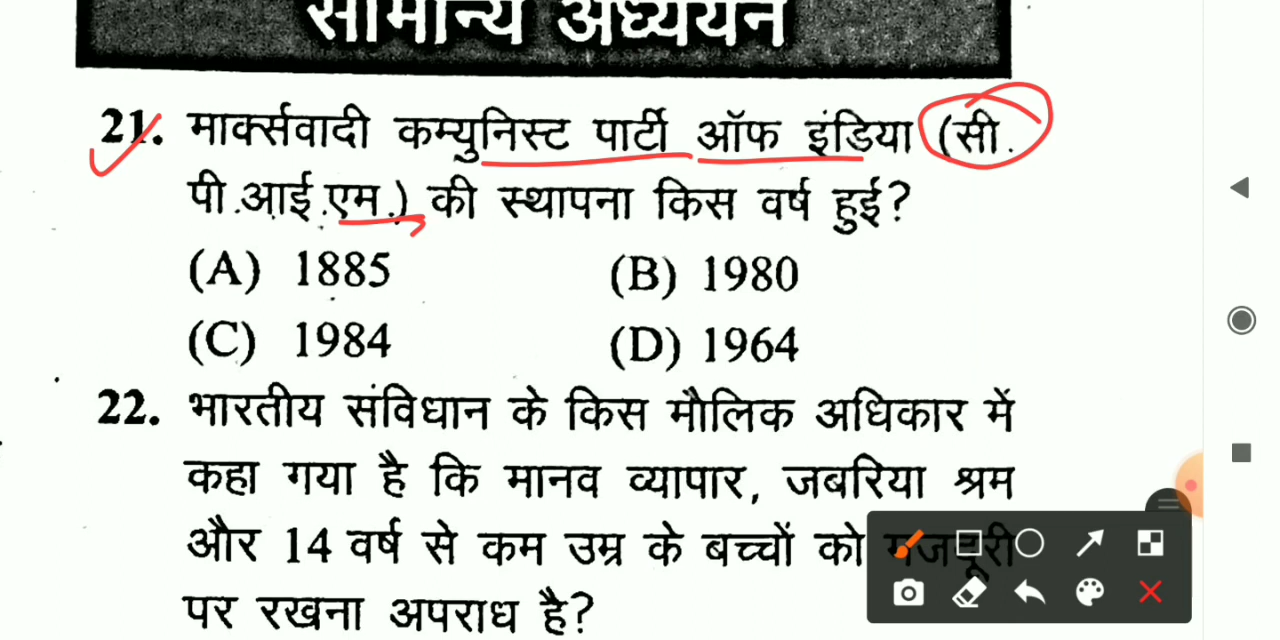 सामान्य अध्ययन
21. मार्क्सवादी कम्युनिस्ट पार्टी ऑफ इंडिया (सी.
पी.आई.एम.) की स्थापना किस वर्ष हुई?
(A) 1885 (B) 1980
(C) 1984 (D) 1964
22. भारतीय संविधान के किस मौलिक अधिकार में
कहा गया है कि मानव व्यापार, जबरिया श्रम
और 14 वर्ष से कम उम्र के बच्चों को मजदूरी
पर रखना अपराध है?